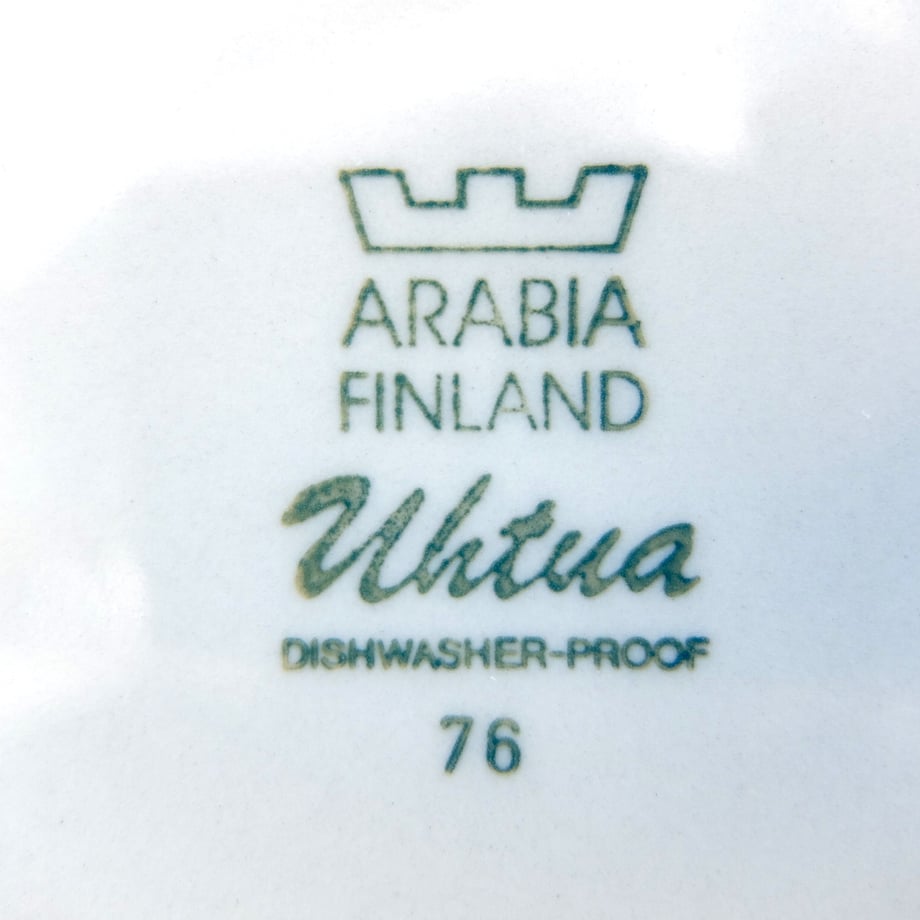 ARABIA
FINLAND
Uhtua
DISHWASHER-PROOF
76